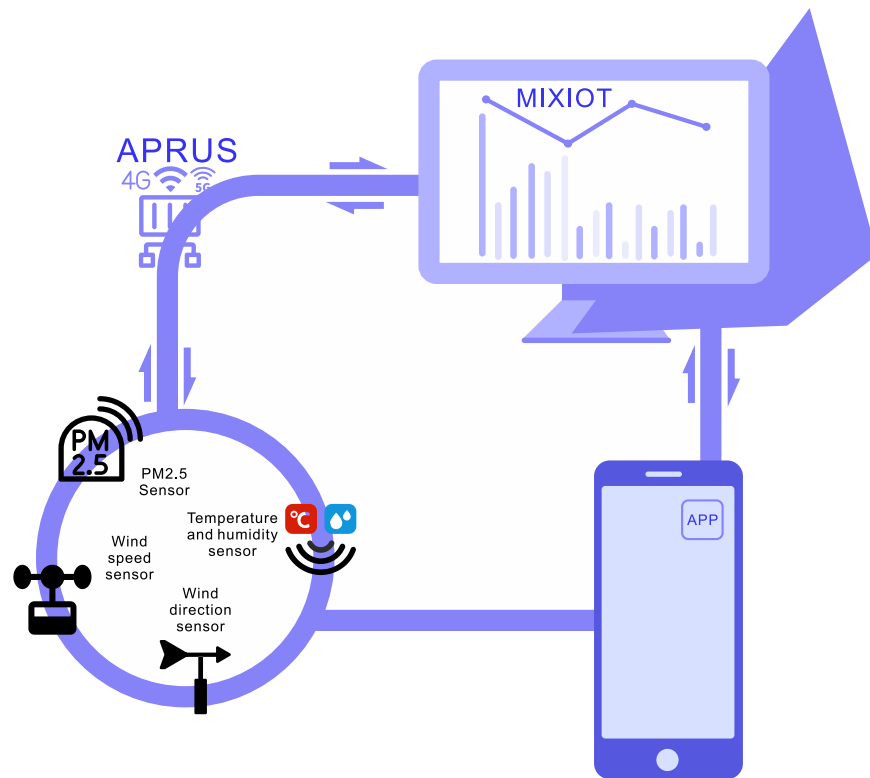 MIXIOT
APRUS
4G
5G
PM
2.5
PM2.5
Sensor
Temperature
and humidity
sensor
°C
Wind
speed
sensor
Wind
direction
sensor
APP